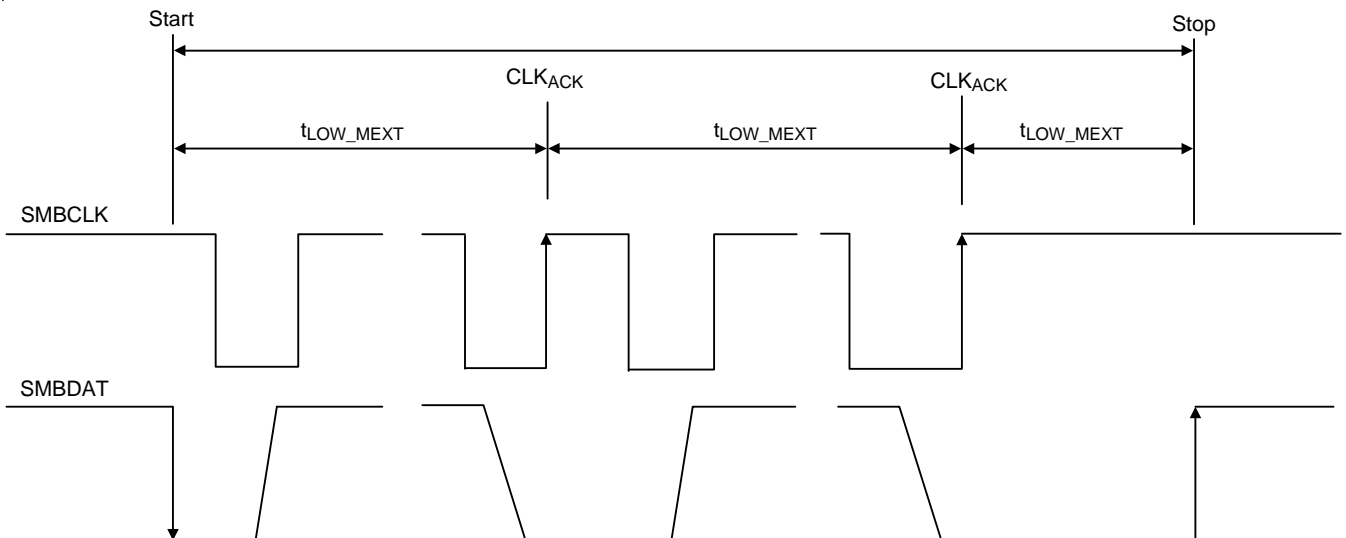 Start
Stop
CLKACK
CLKACK
tLOW_MEXT
tLOW_MEXT
tLOW_MEXT
SMBCLK
SMBDAT